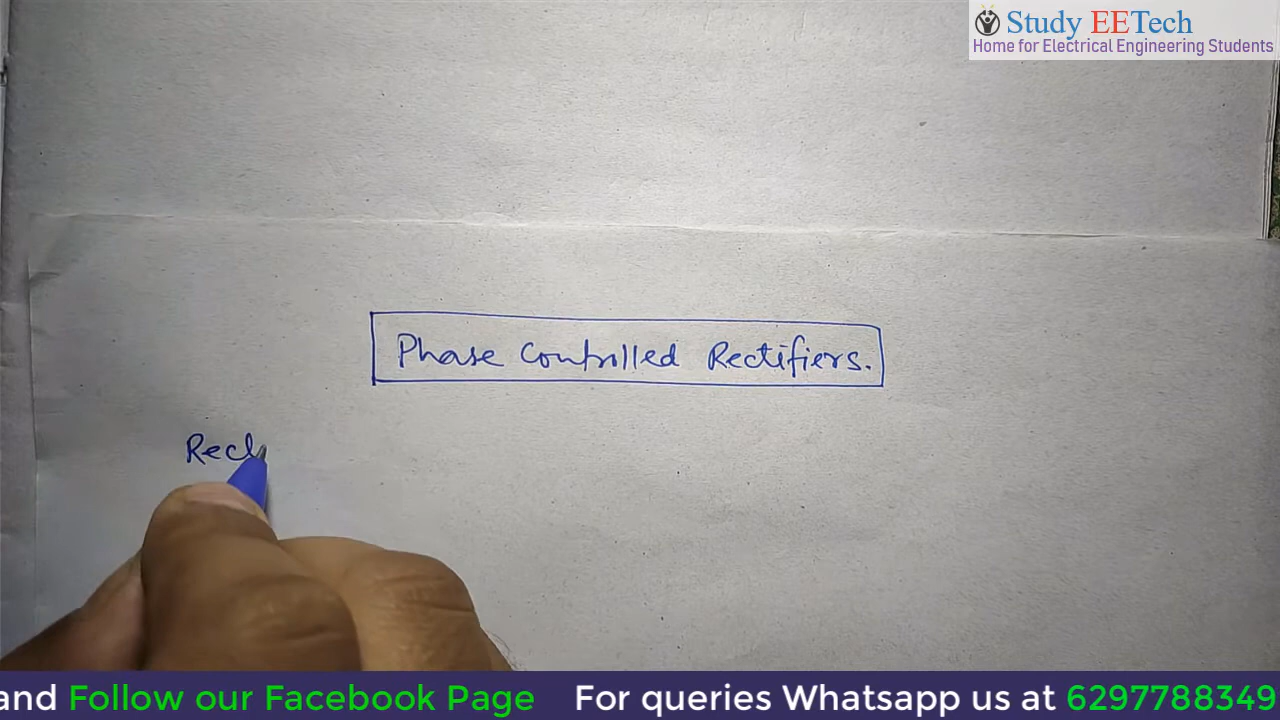 Study EETech
Home for Electrical Engineering Students
Phase Controlled Rectifiers.
Rect
and Follow our Facebook Page For queries Whatsapp us at 6297788349